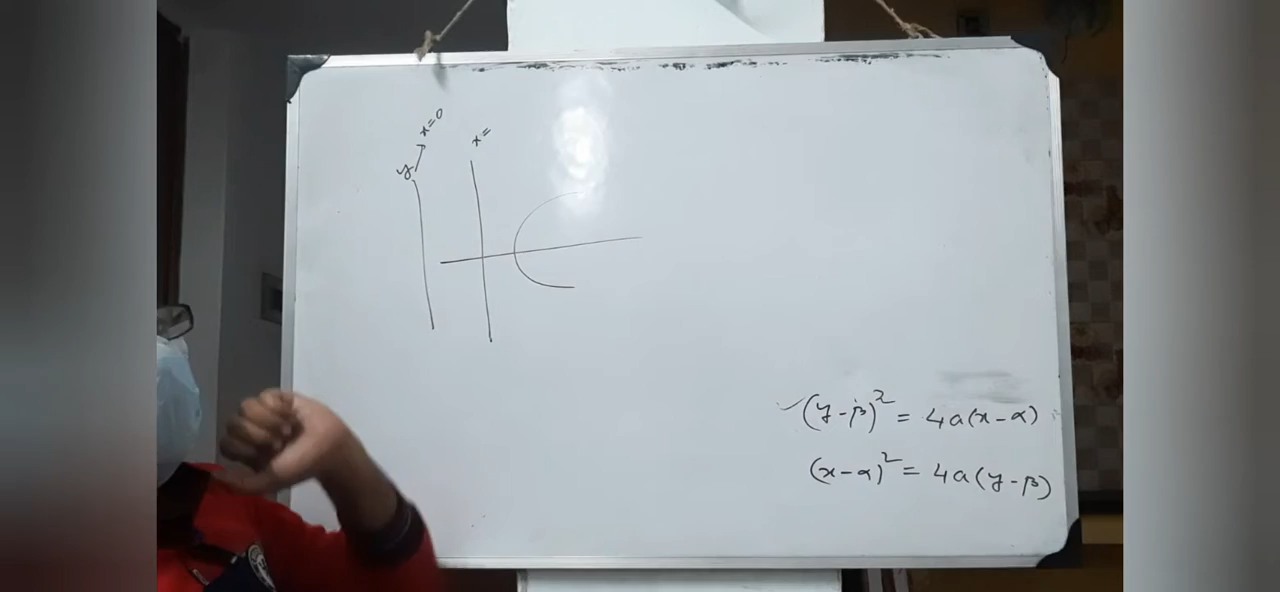 x=0
y
x=
(y-β)² = 4a(x-α)
(x-α)² = 4a(y-β)